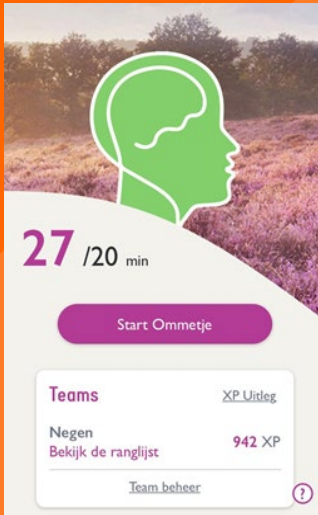 27 /20 min
Start Ommetje
Teams XP Uitleg
Negen
Bekijk de ranglijst 942 XP
Team beheer
?